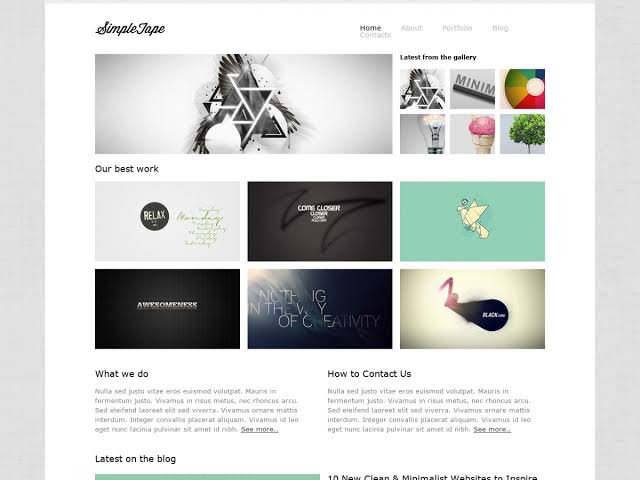 SimpleTape
Home About Portfolio Blog
Contacts
Latest from the gallery
MINIM
Our best work
RELAX
Sunday
Monday
Tuesday
Wednesday
Thursday
Friday
Saturday
COME CLOSER
CLOSER
AWESOMENESS
NOTHING
IN THE WAY
OF CREATIVITY
BLACK
What we do
Nulla sed justo vitae eros euismod volutpat. Mauris in
fermentum justo. Vivamus in risus metus, nec rhoncus arcu.
Sed eleifend laoreet elit sed viverra. Vivamus ornare mattis
interdum. Integer convallis placerat aliquam. Vivamus id leo
eget nunc lacinia pulvinar sit amet id nibh. See more..
How to Contact Us
Nulla sed justo vitae eros euismod volutpat. Mauris in
fermentum justo. Vivamus in risus metus, nec rhoncus arcu.
Sed eleifend laoreet elit sed viverra. Vivamus ornare mattis
interdum. Integer convallis placerat aliquam. Vivamus id leo
eget nunc lacinia pulvinar sit amet id nibh. See more..
Latest on the blog
10 New Clean & Minimalist Websites to Inspire